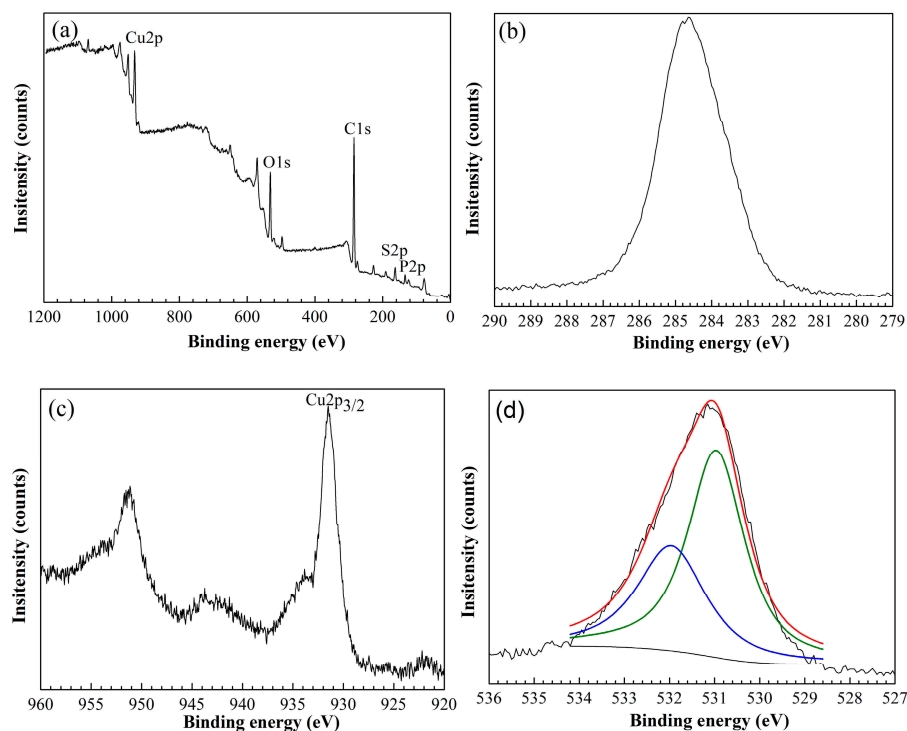 (a)
Cu2p
O1s
C1s
S2p
P2p
Insitensity (counts)
1200 1000 800 600 400 200 0
Binding energy (eV)
(b)
Insitensity (counts)
290 289 288 287 286 285 284 283 282 281 280 279
Binding energy (eV)
(c)
Cu2p3/2
Insitensity (counts)
960 955 950 945 940 935 930 925 920
Binding energy (eV)
(d)
Insitensity (counts)
536 535 534 533 532 531 530 529 528 527
Binding energy (eV)